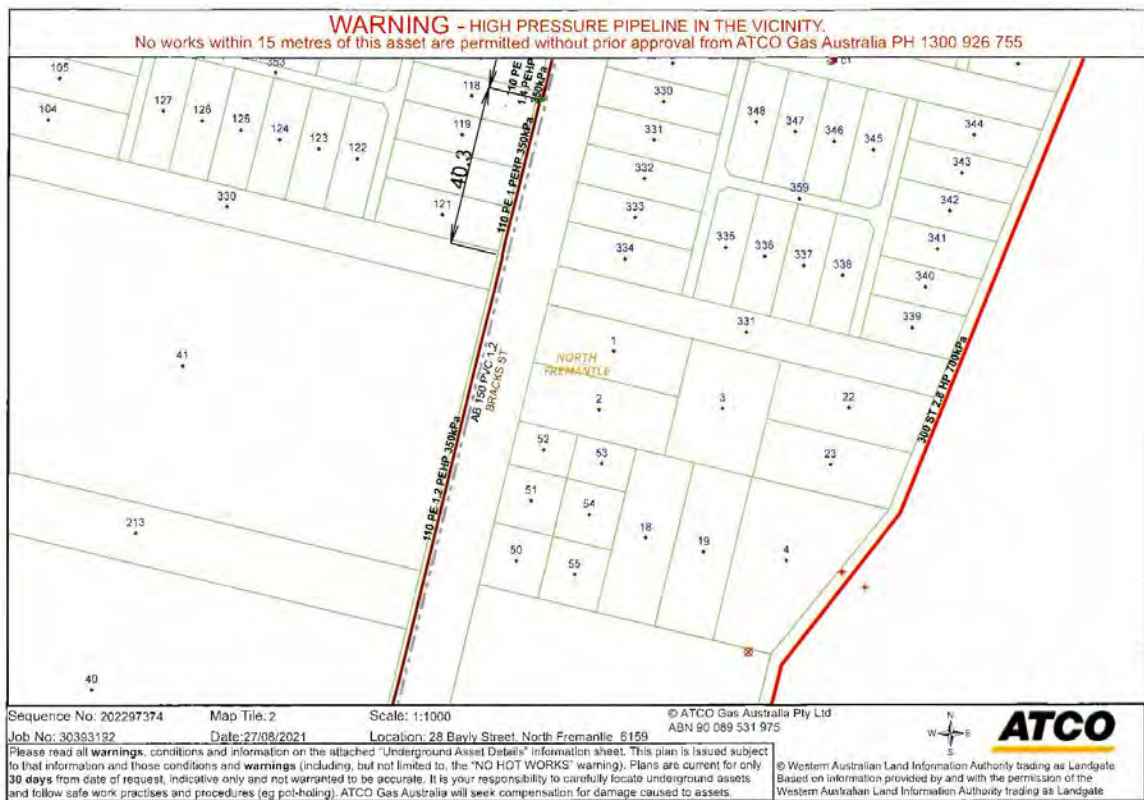 WARNING - HIGH PRESSURE PIPELINE IN THE VICINITY.
No works within 15 metres of this asset are permitted without prior approval from ATCO Gas Australia PH 1300 926 755
105
353
118
10 PE
1.4 PEHP
350kPa
330
C1
104
127
126
125
124
123
122
119
40.3
110 PE 1 PEHP 350kPa
331
332
333
334
348
347
346
345
344
343
342
341
340
339
359
335
336
337
338
330
121
331
41
AB 150 PVC 1.2
BRACKS ST
110 PE 1.2 PEHP 350kPa
NORTH
FREMANTLE
1
2
3
22
23
300 ST 2.8 HP 700kPa
52
53
51
54
50
55
18
19
4
213
40
Sequence No: 202297374 Map Tile: 2 Scale: 1:1000
Job No: 30393192 Date:27/08/2021 Location: 28 Bayly Street, North Fremantle 6159
© ATCO Gas Australia Pty Ltd
ABN 90 089 531 975
Please read all warnings, conditions and information on the attached "Underground Asset Details" information sheet. This plan is issued subject
to that information and those conditions and warnings (including, but not limited to, the "NO HOT WORKS" warning). Plans are current for only
30 days from date of request, indicative only and not warranted to be accurate. It is your responsibility to carefully locate underground assets
and follow safe work practises and procedures (eg pot-holing). ATCO Gas Australia will seek compensation for damage caused to assets.
N
W E
S
ATCO
© Western Australian Land Information Authority trading as Landgate
Based on information provided by and with the permission of the
Western Australian Land Information Authority trading as Landgate